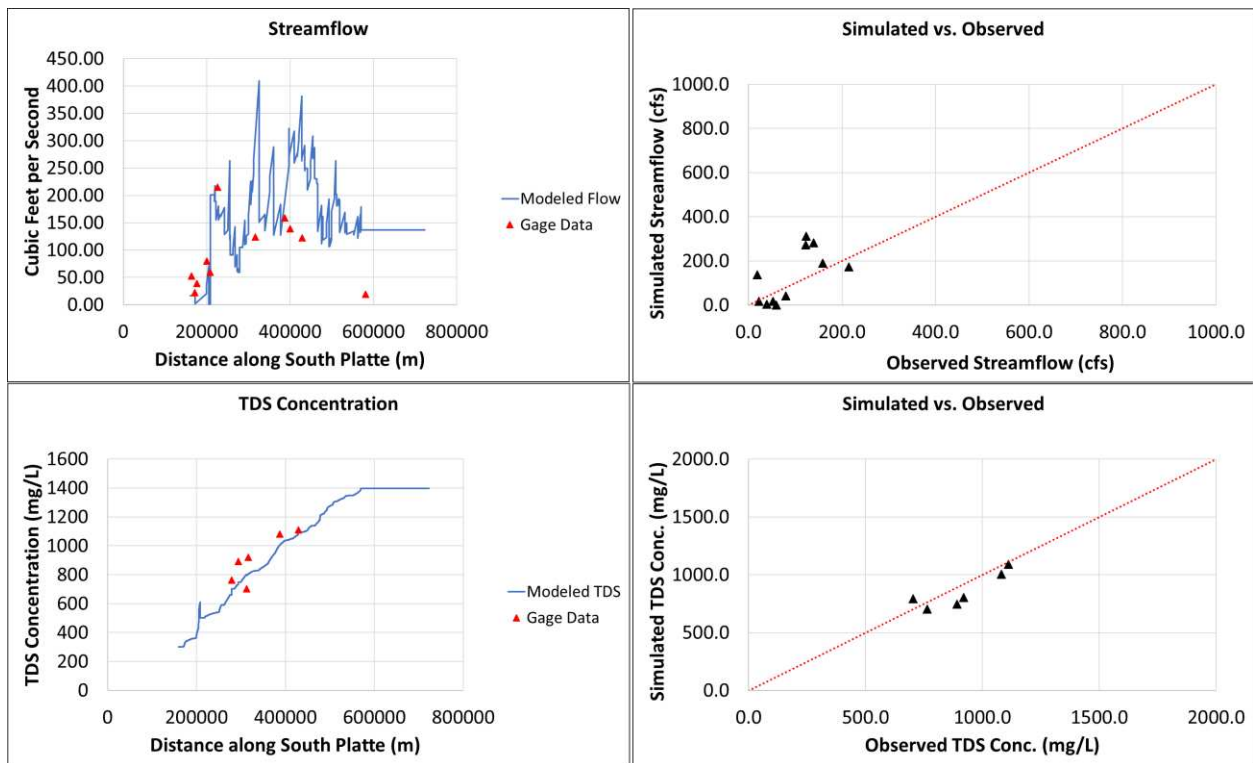 Streamflow
450.00
400.00
350.00
300.00
250.00
200.00
150.00
100.00
50.00
0.00
Cubic Feet per Second
0 200000 400000 600000 800000
Distance along South Platte (m)
Modeled Flow
Gage Data
Simulated vs. Observed
1000.0
800.0
600.0
400.0
200.0
0.0
Simulated Streamflow (cfs)
0.0 200.0 400.0 600.0 800.0 1000.0
Observed Streamflow (cfs)
TDS Concentration
1600
1400
1200
1000
800
600
400
200
0
TDS Concentration (mg/L)
0 200000 400000 600000 800000
Distance along South Platte (m)
Modeled TDS
Gage Data
Simulated vs. Observed
2000.0
1500.0
1000.0
500.0
0.0
Simulated TDS Conc. (mg/L)
0.0 500.0 1000.0 1500.0 2000.0
Observed TDS Conc. (mg/L)